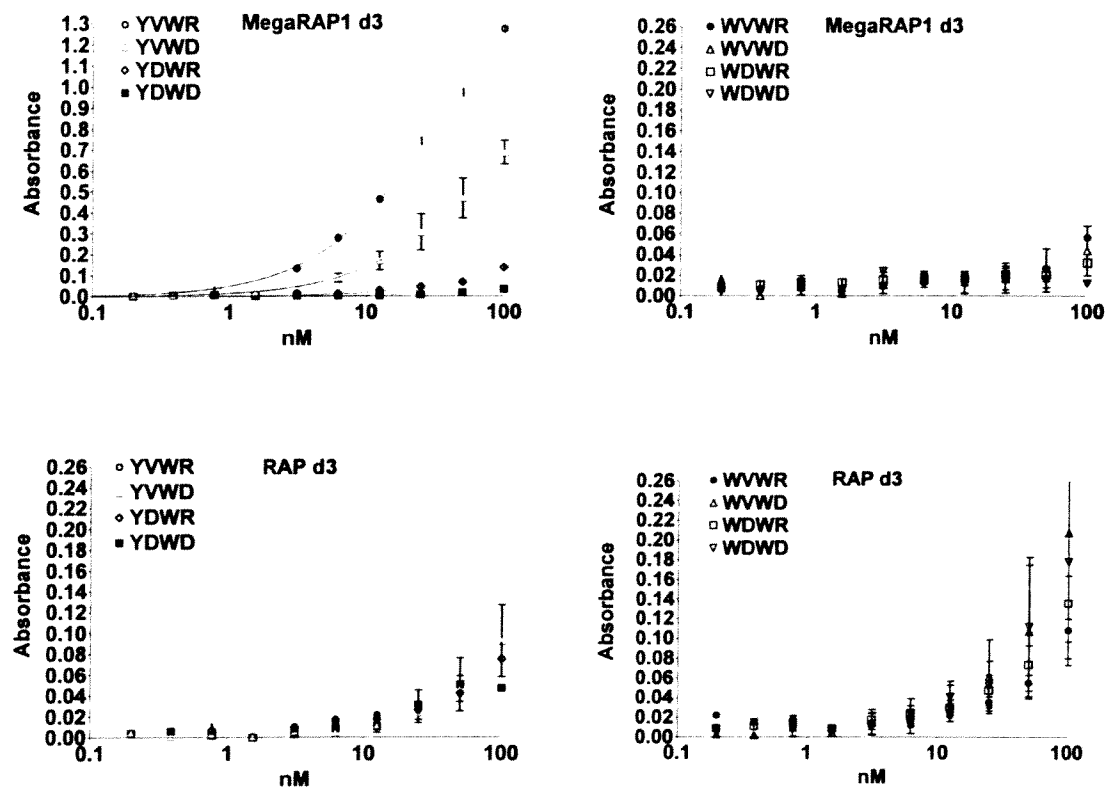 MegaRAP1 d3
YVWR
YVWD
YDWR
YDWD
1.3
1.2
1.1
1.0
0.9
0.8
0.7
0.6
0.5
0.4
0.3
0.2
0.1
0.0
Absorbance
0.1 1 10 100
nM
MegaRAP1 d3
WVWR
WVWD
WDWR
WDWD
0.26
0.24
0.22
0.20
0.18
0.16
0.14
0.12
0.10
0.08
0.06
0.04
0.02
0.00
Absorbance
0.1 1 10 100
nM
RAP d3
YVWR
YVWD
YDWR
YDWD
0.26
0.24
0.22
0.20
0.18
0.16
0.14
0.12
0.10
0.08
0.06
0.04
0.02
0.00
Absorbance
0.1 1 10 100
nM
RAP d3
WVWR
WVWD
WDWR
WDWD
0.26
0.24
0.22
0.20
0.18
0.16
0.14
0.12
0.10
0.08
0.06
0.04
0.02
0.00
Absorbance
0.1 1 10 100
nM